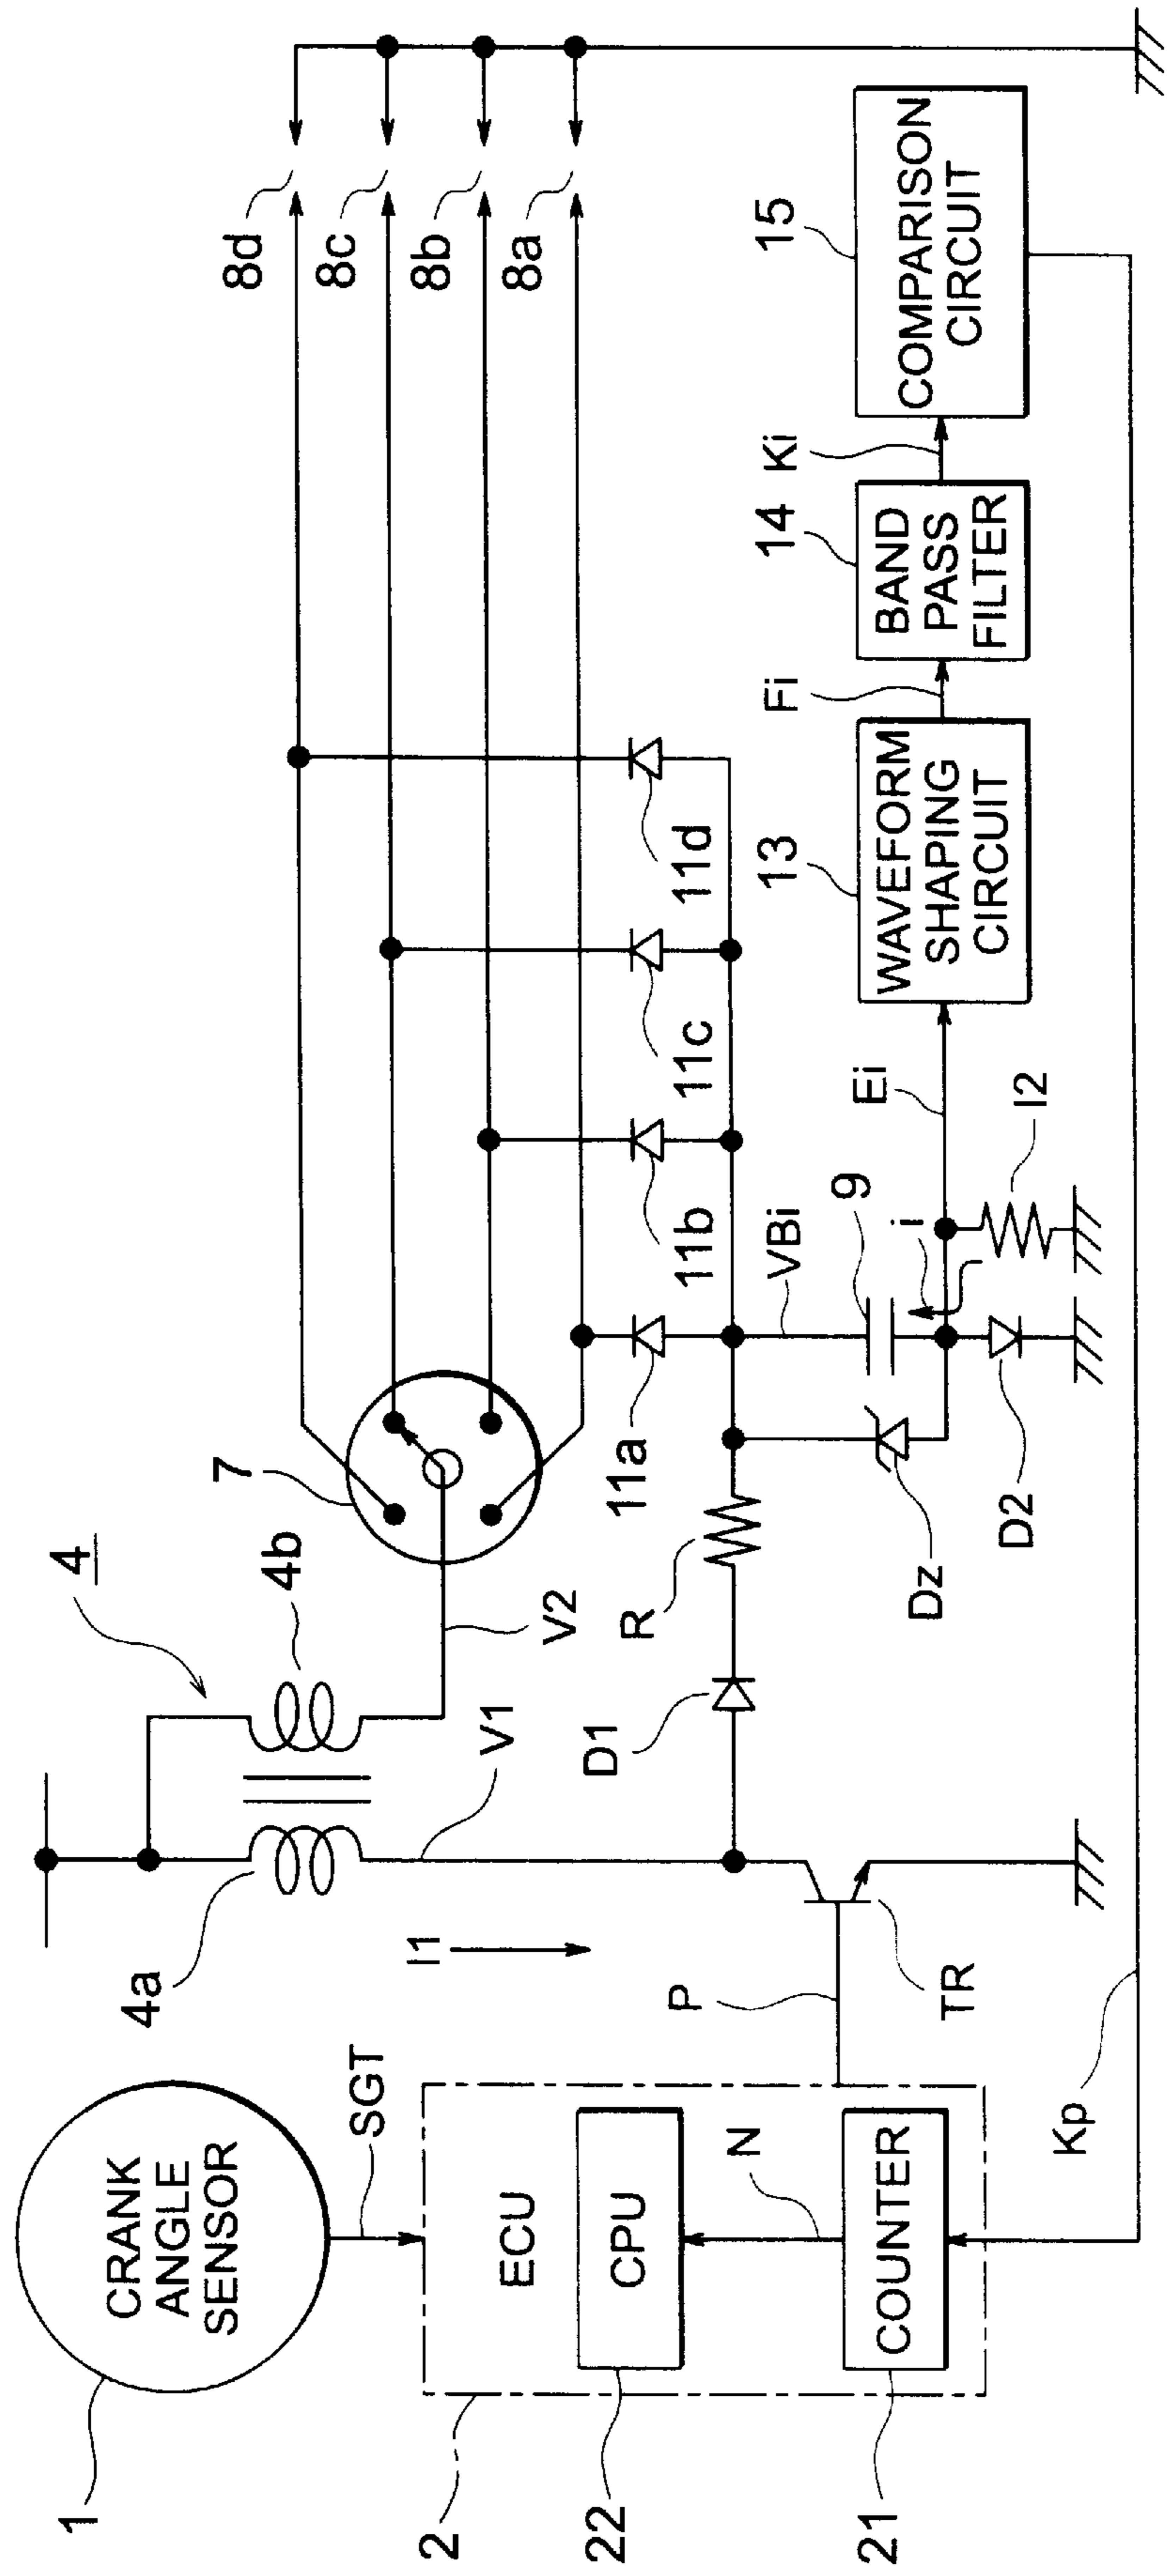 1
CRANK
ANGLE
SENSOR
SGT
2
ECU
22
CPU
N
21
COUNTER
Kp
P
TR
I1
4
4a
4b
V1
V2
7
D1
R
Dz
D2
11a
11b
11c
11d
VBi
9
i
I2
Ei
13
WAVEFORM
SHAPING
CIRCUIT
Fi
14
BAND
PASS
FILTER
Ki
15
COMPARISON
CIRCUIT
8d
8c
8b
8a